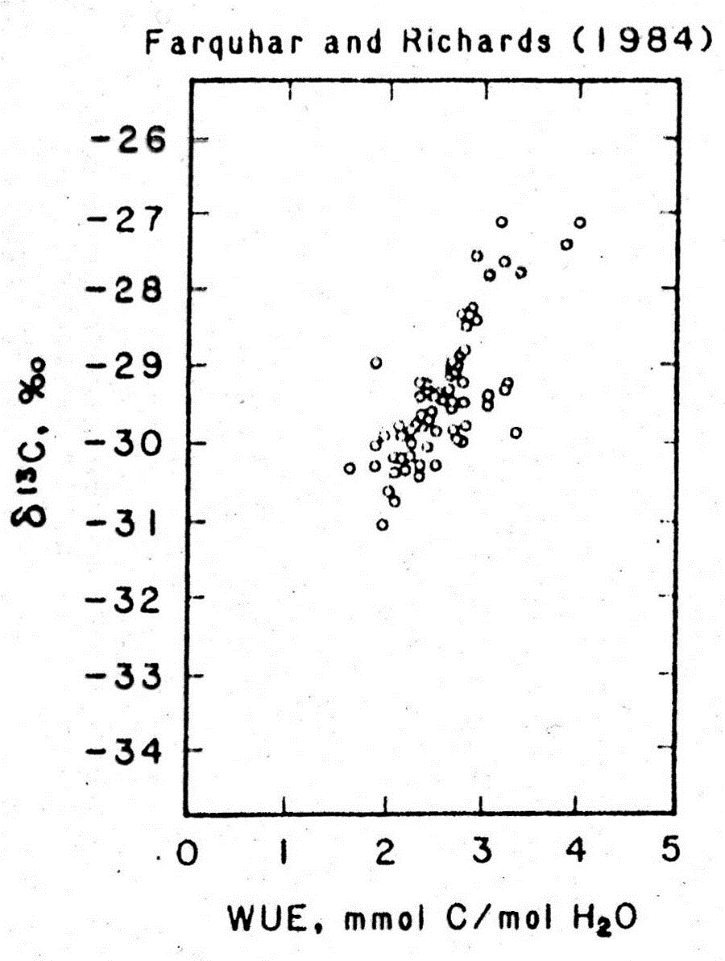 Farquhar and Richards (1984)
-26
-27
-28
-29
-30
-31
-32
-33
-34
δ13C, ‰
0 1 2 3 4 5
WUE, mmol C/mol H2O